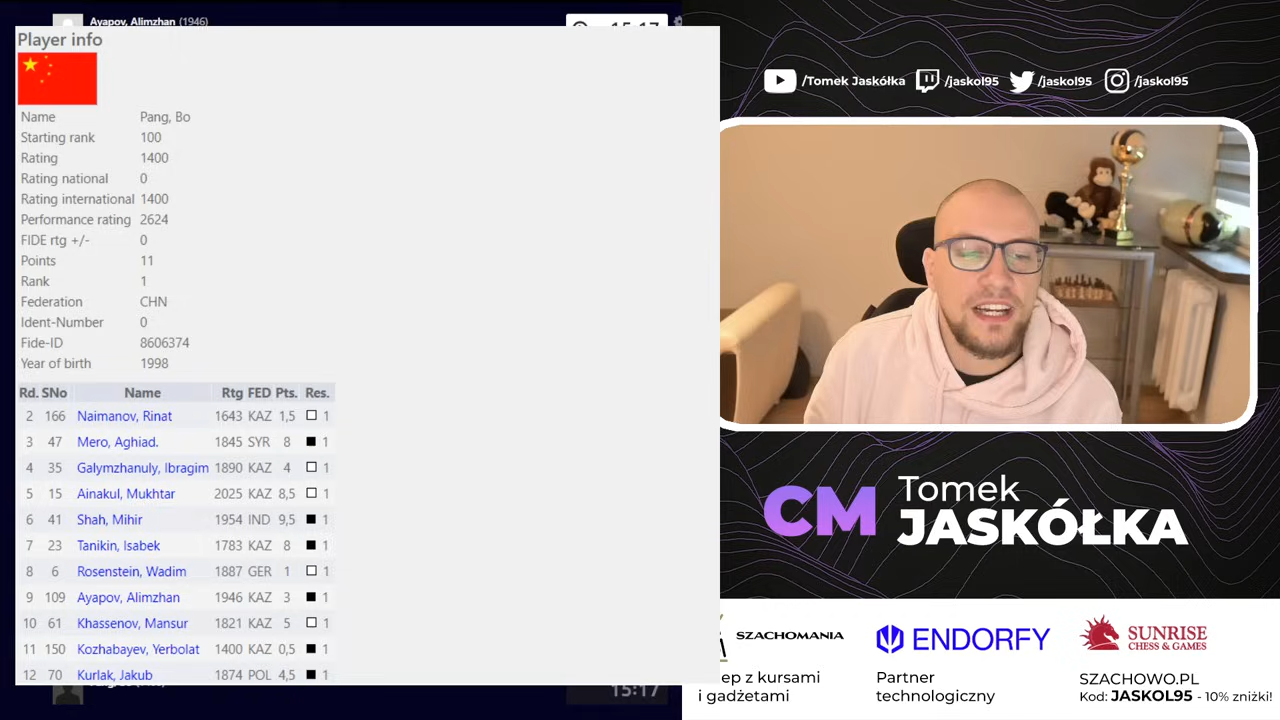 Ayapov, Alimzhan (1946)
15:17
Player info
Name Pang, Bo
Starting rank 100
Rating 1400
Rating national 0
Rating international 1400
Performance rating 2624
FIDE rtg +/- 0
Points 11
Rank 1
Federation CHN
Ident-Number 0
Fide-ID 8606374
Year of birth 1998
Rd. SNo Name Rtg FED Pts. Res.
2 166 Naimanov, Rinat 1643 KAZ 1,5 1
3 47 Mero, Aghiad. 1845 SYR 8 1
4 35 Galymzhanuly, Ibragim 1890 KAZ 4 1
5 15 Ainakul, Mukhtar 2025 KAZ 8,5 1
6 41 Shah, Mihir 1954 IND 9,5 1
7 23 Tanikin, Isabek 1783 KAZ 8 1
8 6 Rosenstein, Wadim 1887 GER 1 1
9 109 Ayapov, Alimzhan 1946 KAZ 3 1
10 61 Khassenov, Mansur 1821 KAZ 5 1
11 150 Kozhabayev, Yerbolat 1400 KAZ 0,5 1
12 70 Kurlak, Jakub 1874 POL 4,5 1
15:17
/Tomek Jaskółka /jaskol95 /jaskol95 /jaskol95
CM Tomek
JASKÓŁKA
SZACHOMANIA
ep z kursami
i gadżetami
ENDORFY
Partner
technologiczny
SUNRISE
CHESS & GAMES
SZACHOWO.PL
Kod: JASKOL95 - 10% zniżki!